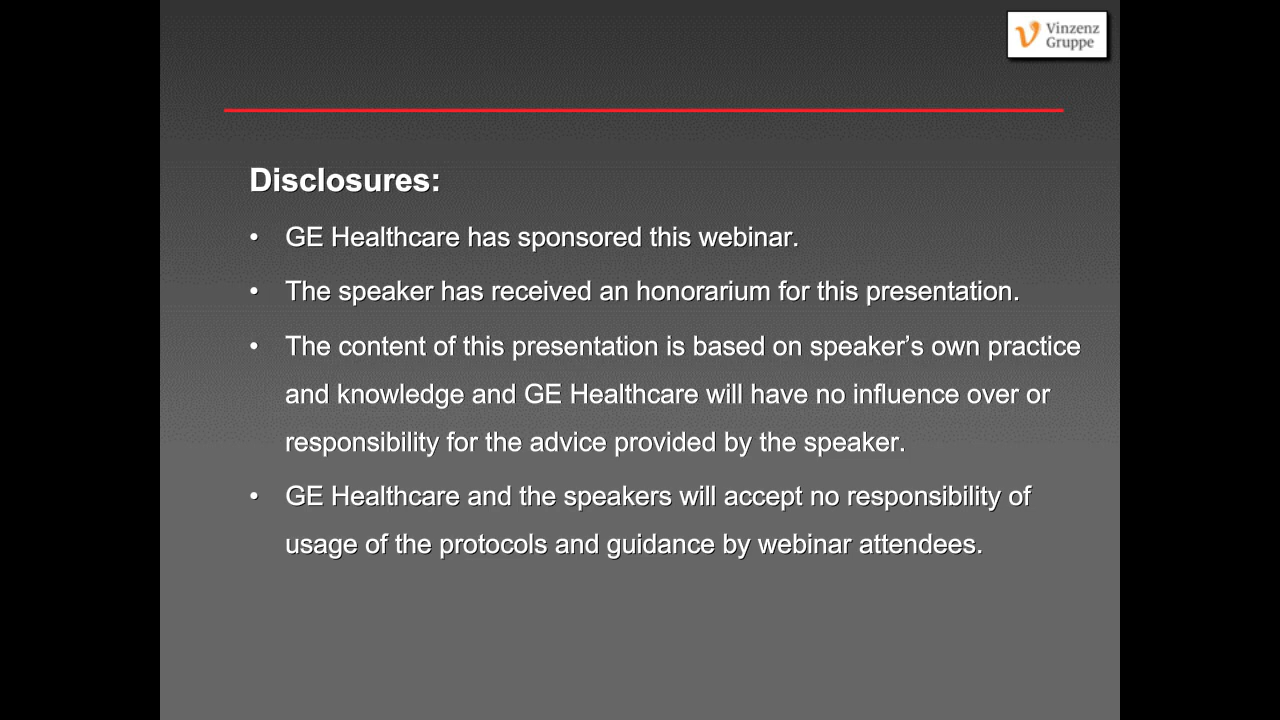 Vinzenz
Gruppe
Disclosures:
• GE Healthcare has sponsored this webinar.
• The speaker has received an honorarium for this presentation.
• The content of this presentation is based on speaker’s own practice
and knowledge and GE Healthcare will have no influence over or
responsibility for the advice provided by the speaker.
• GE Healthcare and the speakers will accept no responsibility of
usage of the protocols and guidance by webinar attendees.